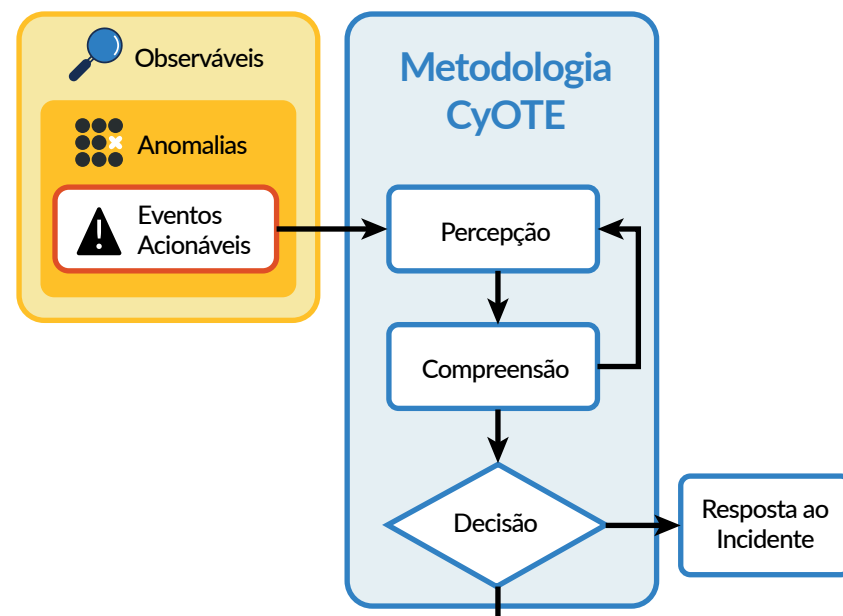 Observáveis
Anomalias
Eventos
Acionáveis
Metodologia
CyOTE
Percepção
Compreensão
Decisão
Resposta ao
Incidente